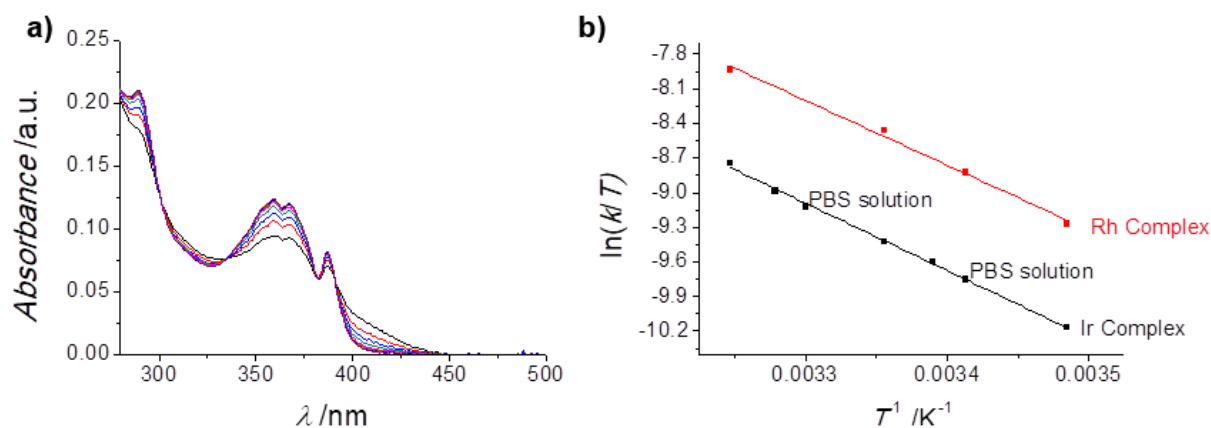 a)
Absorbance /a.u.
0.25
0.20
0.15
0.10
0.05
0.00
300
350
400
450
500
λ /nm
b)
ln(k/T)
-7.8
-8.1
-8.4
-8.7
-9.0
-9.3
-9.6
-9.9
-10.2
PBS solution
Rh Complex
PBS solution
Ir Complex
0.0033
0.0034
0.0035
T¹ /K⁻¹